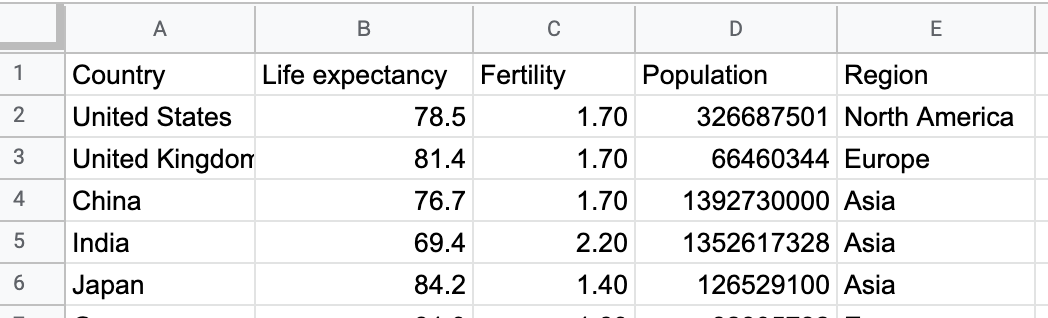 A B C D E
1 Country Life expectancy Fertility Population Region
2 United States 78.5 1.70 326687501 North America
3 United Kingdom 81.4 1.70 66460344 Europe
4 China 76.7 1.70 1392730000 Asia
5 India 69.4 2.20 1352617328 Asia
6 Japan 84.2 1.40 126529100 Asia